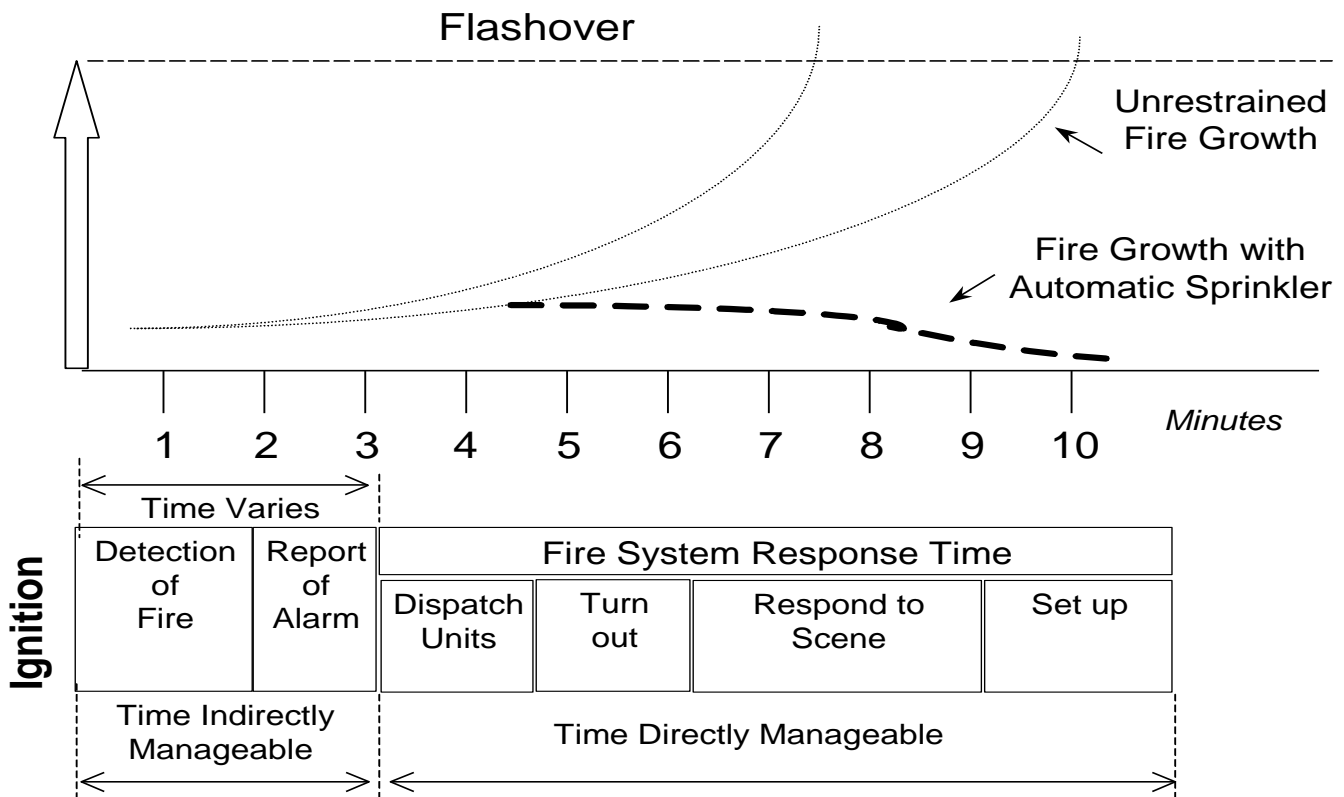 Flashover
Unrestrained
Fire Growth
Fire Growth with
Automatic Sprinkler
1 2 3 4 5 6 7 8 9 10
Minutes
Time Varies
Ignition
Detection
of
Fire
Report
of
Alarm
Fire System Response Time
Dispatch
Units
Turn
out
Respond to
Scene
Set up
Time Indirectly
Manageable
Time Directly Manageable